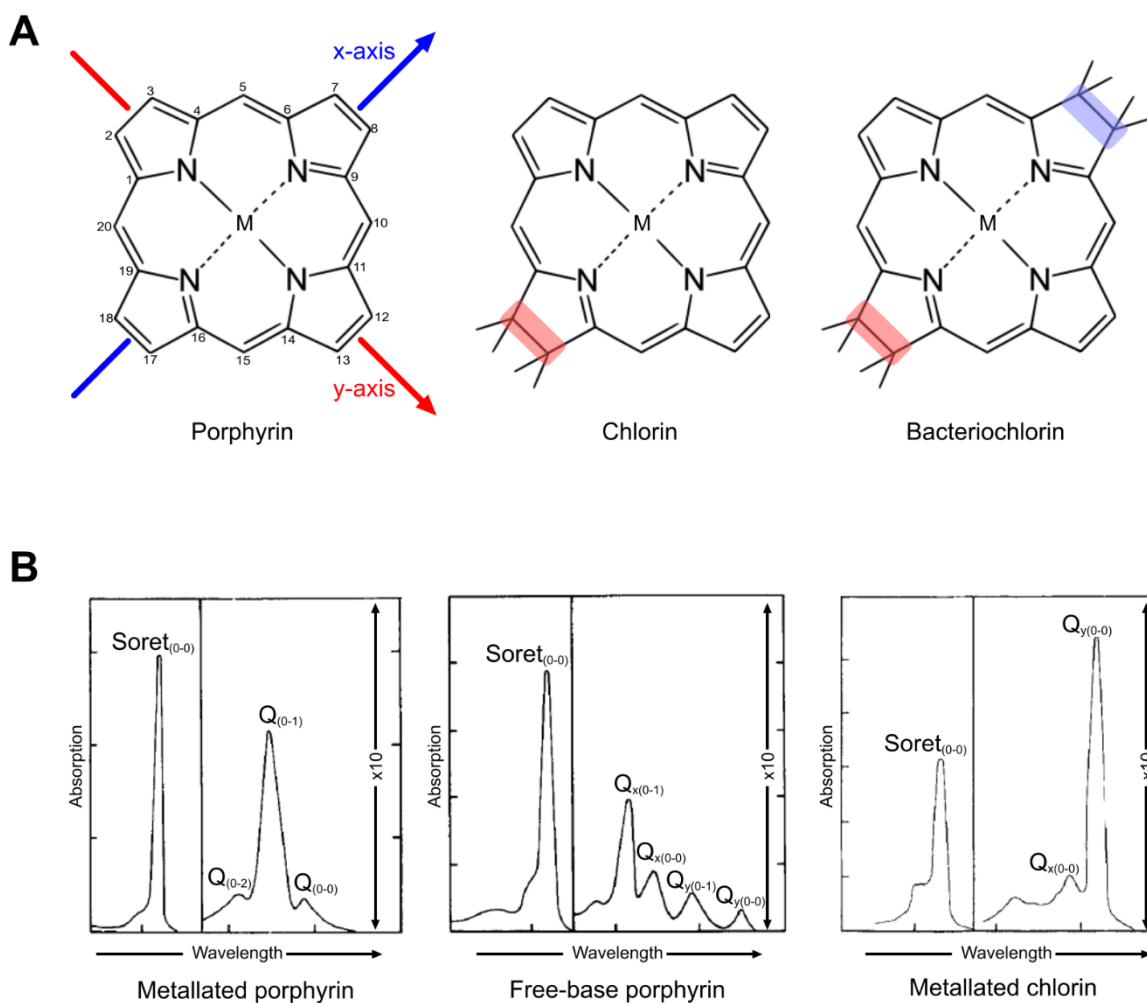 A
x-axis
3
5
7
4
6
2
8
N
N
1
9
20
M
10
19
11
N
N
18
12
16
14
17
15
13
y-axis
Porphyrin
N
N
M
N
N
Chlorin
N
N
M
N
N
Bacteriochlorin
B
Absorption
Soret(0-0)
Q(0-1)
Q(0-2)
Q(0-0)
x10
Wavelength
Metallated porphyrin
Absorption
Soret(0-0)
Qx(0-1)
Qx(0-0)
Qy(0-1)
Qy(0-0)
x10
Wavelength
Free-base porphyrin
Absorption
Soret(0-0)
Qy(0-0)
Qx(0-0)
x10
Wavelength
Metallated chlorin